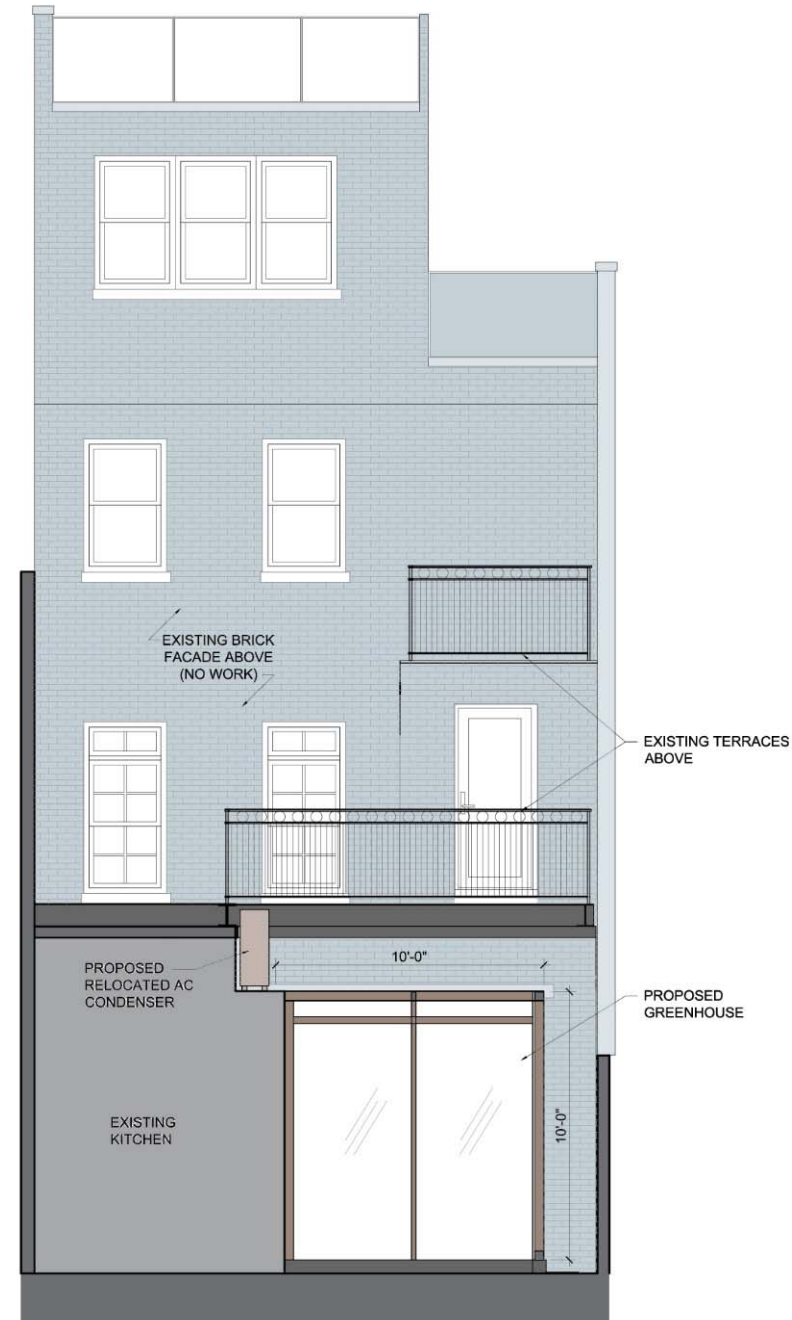 EXISTING BRICK
FACADE ABOVE
(NO WORK)
EXISTING TERRACES
ABOVE
PROPOSED
RELOCATED AC
CONDENSER
10'-0"
PROPOSED
GREENHOUSE
EXISTING
KITCHEN
10'-0"